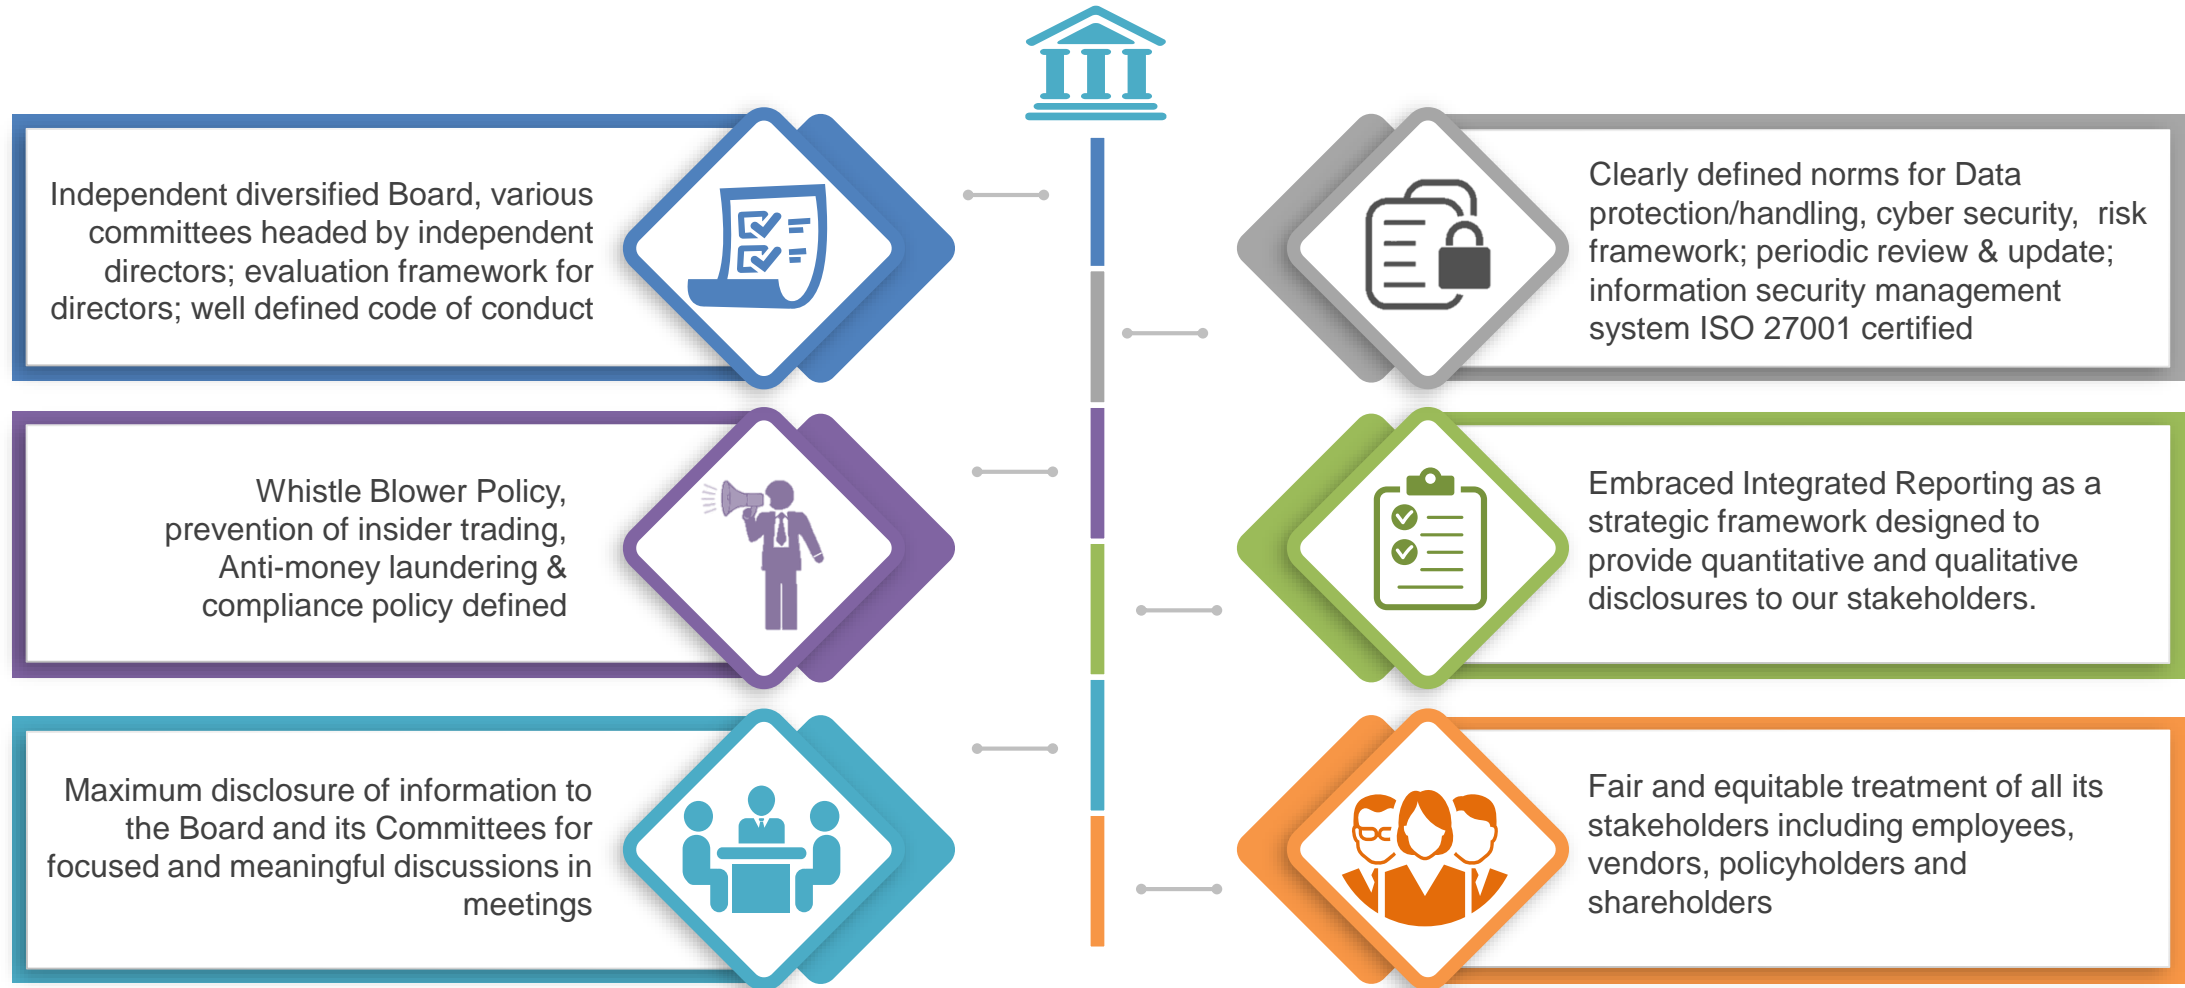 Independent diversified Board, various
committees headed by independent
directors; evaluation framework for
directors; well defined code of conduct
Clearly defined norms for Data
protection/handling, cyber security, risk
framework; periodic review & update;
information security management
system ISO 27001 certified
Whistle Blower Policy,
prevention of insider trading,
Anti-money laundering &
compliance policy defined
Embraced Integrated Reporting as a
strategic framework designed to
provide quantitative and qualitative
disclosures to our stakeholders.
Maximum disclosure of information to
the Board and its Committees for
focused and meaningful discussions in
meetings
Fair and equitable treatment of all its
stakeholders including employees,
vendors, policyholders and
shareholders